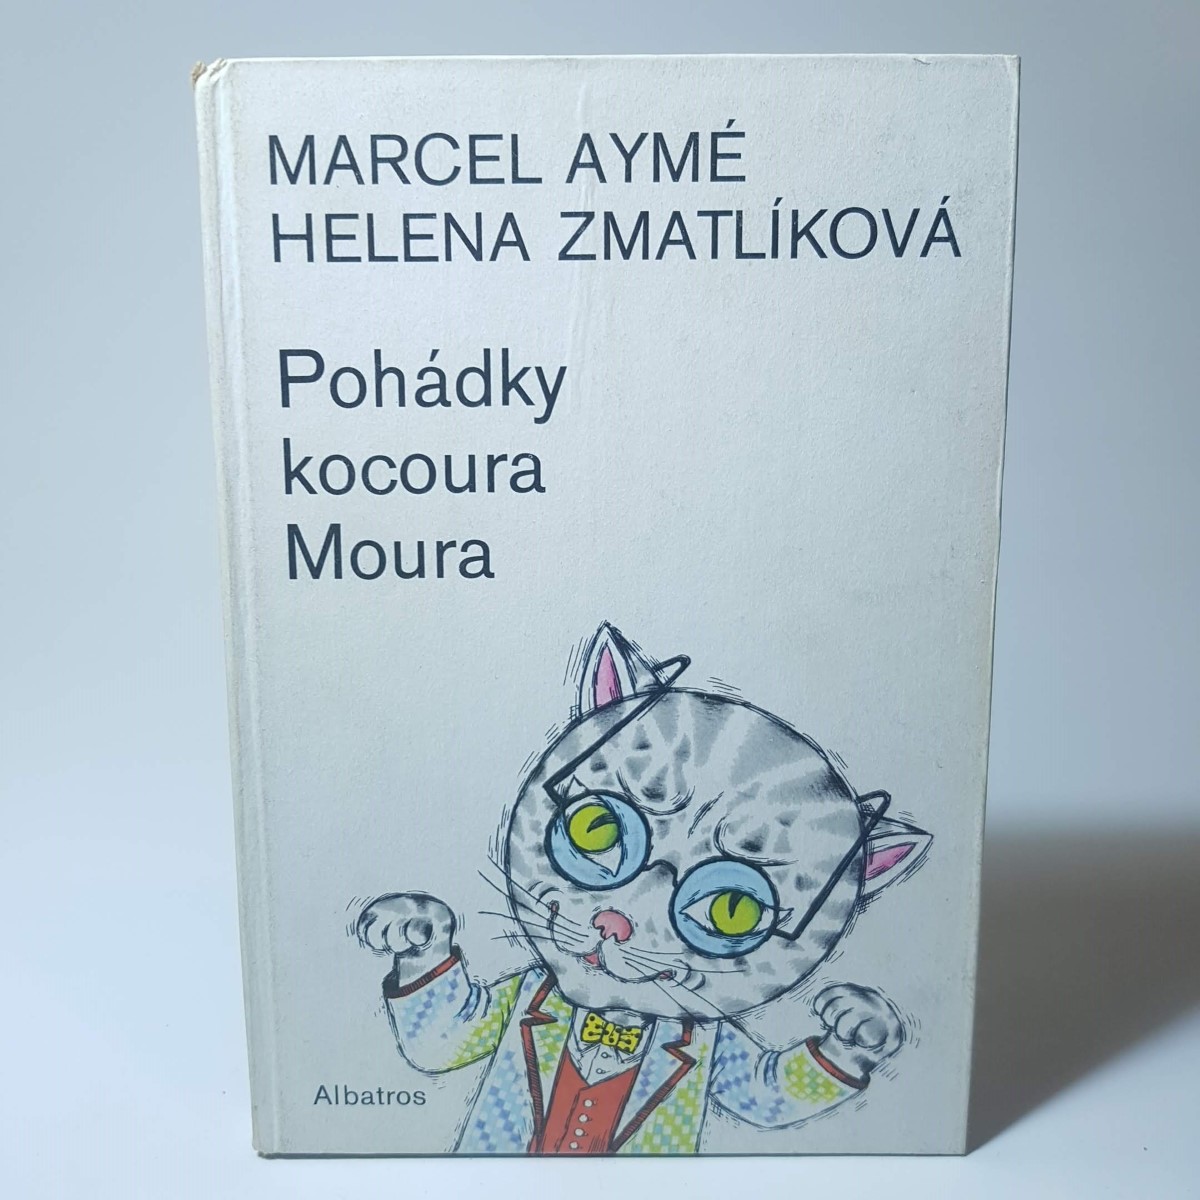 MARCEL AYMÉ
HELENA ZMATLÍKOVÁ
Pohádky
kocoura
Moura
Albatros